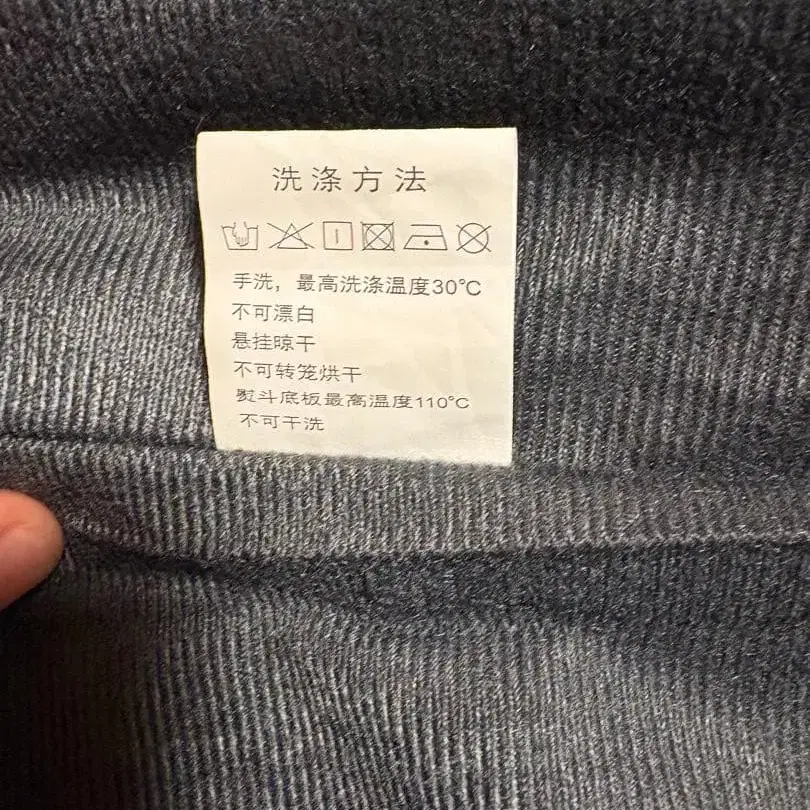 洗涤方法
手洗，最高洗涤温度30℃
不可漂白
悬挂晾干
不可转笼烘干
熨斗底板最高温度110℃
不可干洗